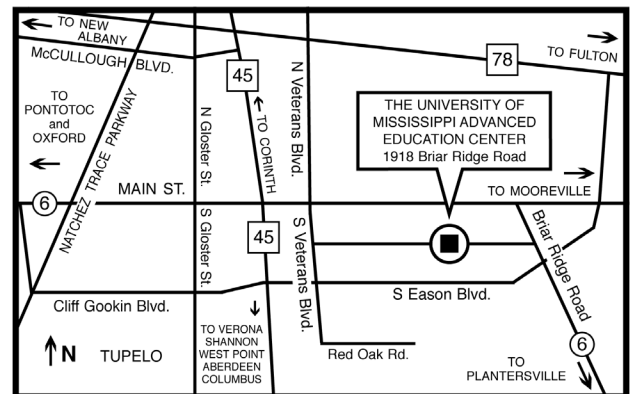 TO NEW
ALBANY
McCULLOUGH BLVD.
TO
PONTOTOC
and
OXFORD
NATCHEZ TRACE PARKWAY
45
N Gloster St.
TO CORINTH
N Veterans Blvd.
78
TO FULTON
THE UNIVERSITY OF
MISSISSIPPI ADVANCED
EDUCATION CENTER
1918 Briar Ridge Road
TO MOOREVILLE
6
MAIN ST.
S Gloster St.
45
S Veterans Blvd.
Briar Ridge Road
Cliff Gookin Blvd.
S Eason Blvd.
N
TUPELO
TO VERONA
SHANNON
WEST POINT
ABERDEEN
COLUMBUS
Red Oak Rd.
6
TO
PLANTERSVILLE